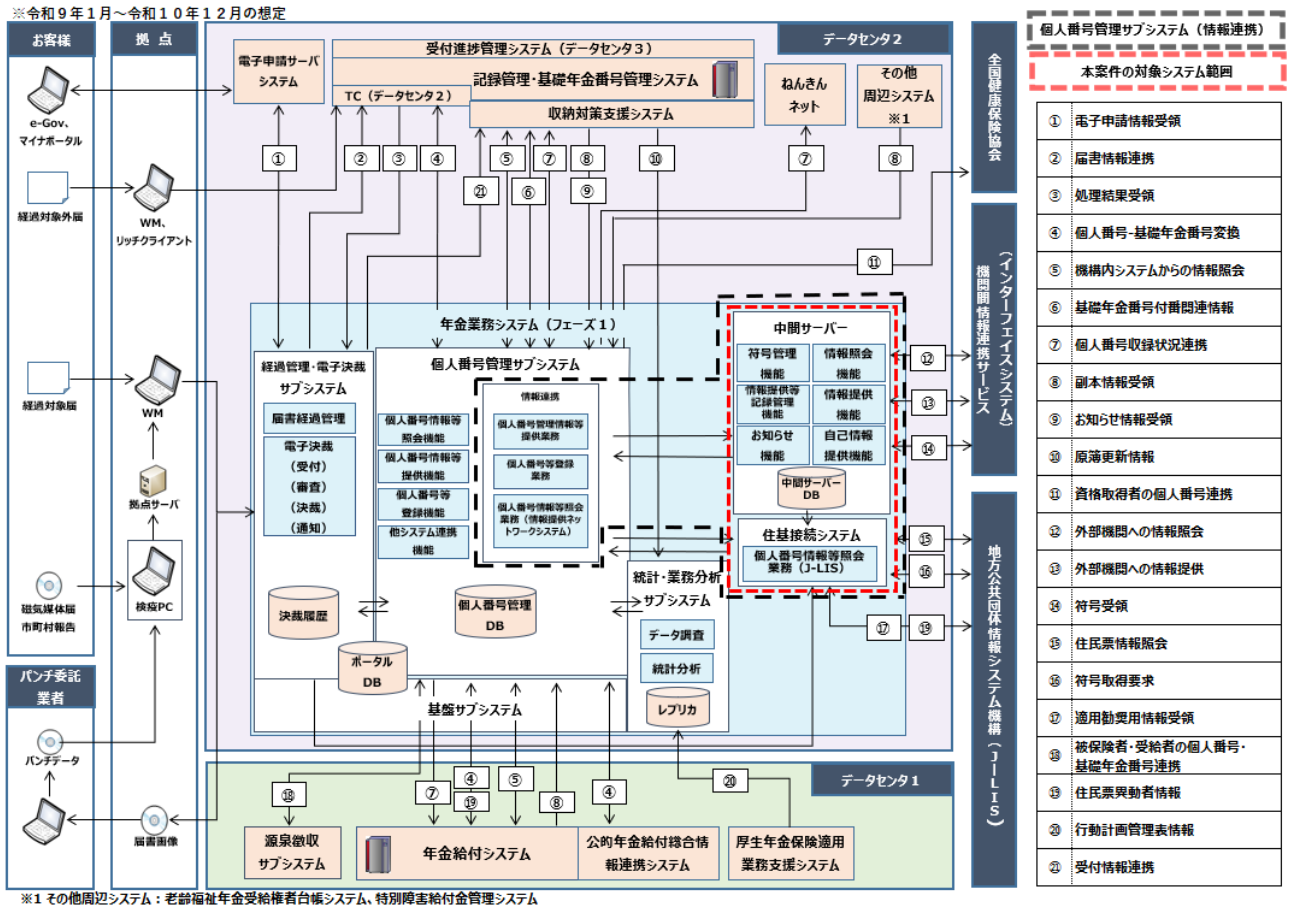 ※令和９年１月～令和１０年１２月の想定
お客様
e-Gov、
マイナポータル
経過対象外届
経過対象届
磁気媒体届
市町村報告
パンチ委託
業者
パンチデータ
拠 点
WM、
リッチクライアント
WM
拠点サーバ
検疫PC
届書画像
データセンタ２
電子申請サーバ
システム
受付進捗管理システム（データセンタ３）
記録管理・基礎年金番号管理システム
TC（データセンタ２）
収納対策支援システム
ねんきん
ネット
その他
周辺システム
※1
①
②
③
④
㉑
⑤
⑥
⑦
⑧
⑨
⑩
⑦
⑧
⑪
年金業務システム（フェーズ１）
経過管理・電子決裁
サブシステム
届書経過管理
電子決裁
（受付）
（審査）
（決裁）
（通知）
決裁履歴
個人番号管理サブシステム
個人番号情報等
照会機能
個人番号情報等
提供機能
個人番号等
登録機能
他システム連携
機能
情報連携
個人番号管理情報等
提供業務
個人番号等登録
業務
個人番号情報等照会
業務（情報提供ネッ
トワークシステム）
個人番号管理
DB
ポータル
DB
基盤サブシステム
統計・業務分析
サブシステム
データ調査
統計分析
レプリカ
中間サーバー
符号管理
機能
情報照会
機能
情報提供等
記録管理
機能
情報提供
機能
お知らせ
機能
自己情報
提供機能
中間サーバー
DB
住基接続システム
個人番号情報等照会
業務（J-LIS）
⑫
⑬
⑭
⑮
⑯
⑰
⑲
全国健康保険協会
機関間情報連携サービス
（インターフェイスシステム）
地方公共団体情報システム機構（J-LIS）
データセンタ１
⑱
⑦
④
⑲
⑤
⑧
④
⑳
源泉徴収
サブシステム
年金給付システム
公的年金給付総合情
報連携システム
厚生年金保険適用
業務支援システム
※1 その他周辺システム：老齢福祉年金受給権者台帳システム、特別障害給付金管理システム
個人番号管理サブシステム（情報連携）
本案件の対象システム範囲
① 電子申請情報受領
② 届書情報連携
③ 処理結果受領
④ 個人番号-基礎年金番号変換
⑤ 機構内システムからの情報照会
⑥ 基礎年金番号付番関連情報
⑦ 個人番号収録状況連携
⑧ 副本情報受領
⑨ お知らせ情報受領
⑩ 原簿更新情報
⑪ 資格取得者の個人番号連携
⑫ 外部機関への情報照会
⑬ 外部機関への情報提供
⑭ 符号受領
⑮ 住民票情報照会
⑯ 符号取得要求
⑰ 適用勧奨用情報受領
⑱ 被保険者・受給者の個人番号・
基礎年金番号連携
⑲ 住民票異動者情報
⑳ 行動計画管理表情報
㉑ 受付情報連携